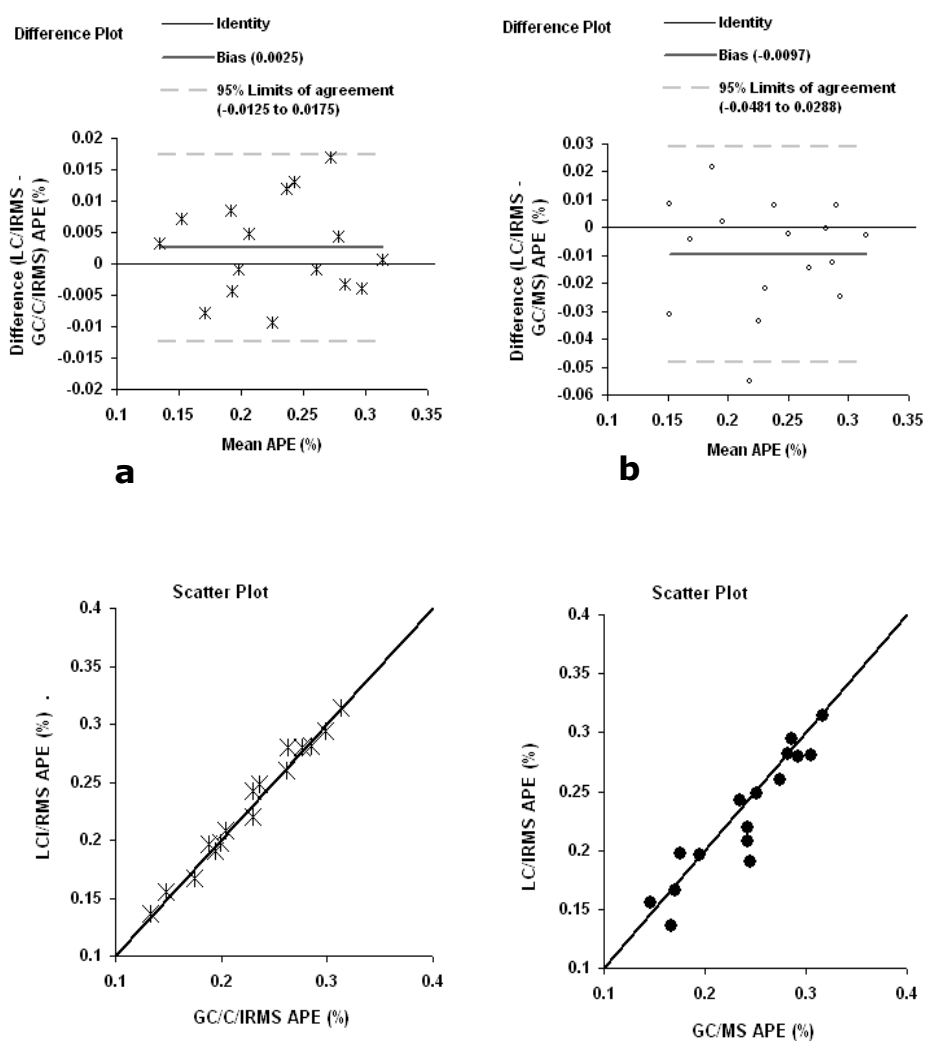 Difference Plot
Identity
Bias (0.0025)
95% Limits of agreement
(-0.0125 to 0.0175)
0.02
0.015
0.01
0.005
0
-0.005
-0.01
-0.015
-0.02
Difference (LC/IRMS -
GC/C/IRMS) APE (%)
0.1 0.15 0.2 0.25 0.3 0.35
Mean APE (%)
a
Difference Plot
Identity
Bias (-0.0097)
95% Limits of agreement
(-0.0481 to 0.0288)
0.03
0.02
0.01
0
-0.01
-0.02
-0.03
-0.04
-0.05
-0.06
Difference (LC/IRMS -
GC/MS) APE (%)
0.1 0.15 0.2 0.25 0.3 0.35
Mean APE (%)
b
Scatter Plot
0.4
0.35
0.3
0.25
0.2
0.15
0.1
LCI/RMS APE (%) .
0.1 0.2 0.3 0.4
GC/C/IRMS APE (%)
Scatter Plot
0.4
0.35
0.3
0.25
0.2
0.15
0.1
LC/IRMS APE (%)
0.1 0.2 0.3 0.4
GC/MS APE (%)